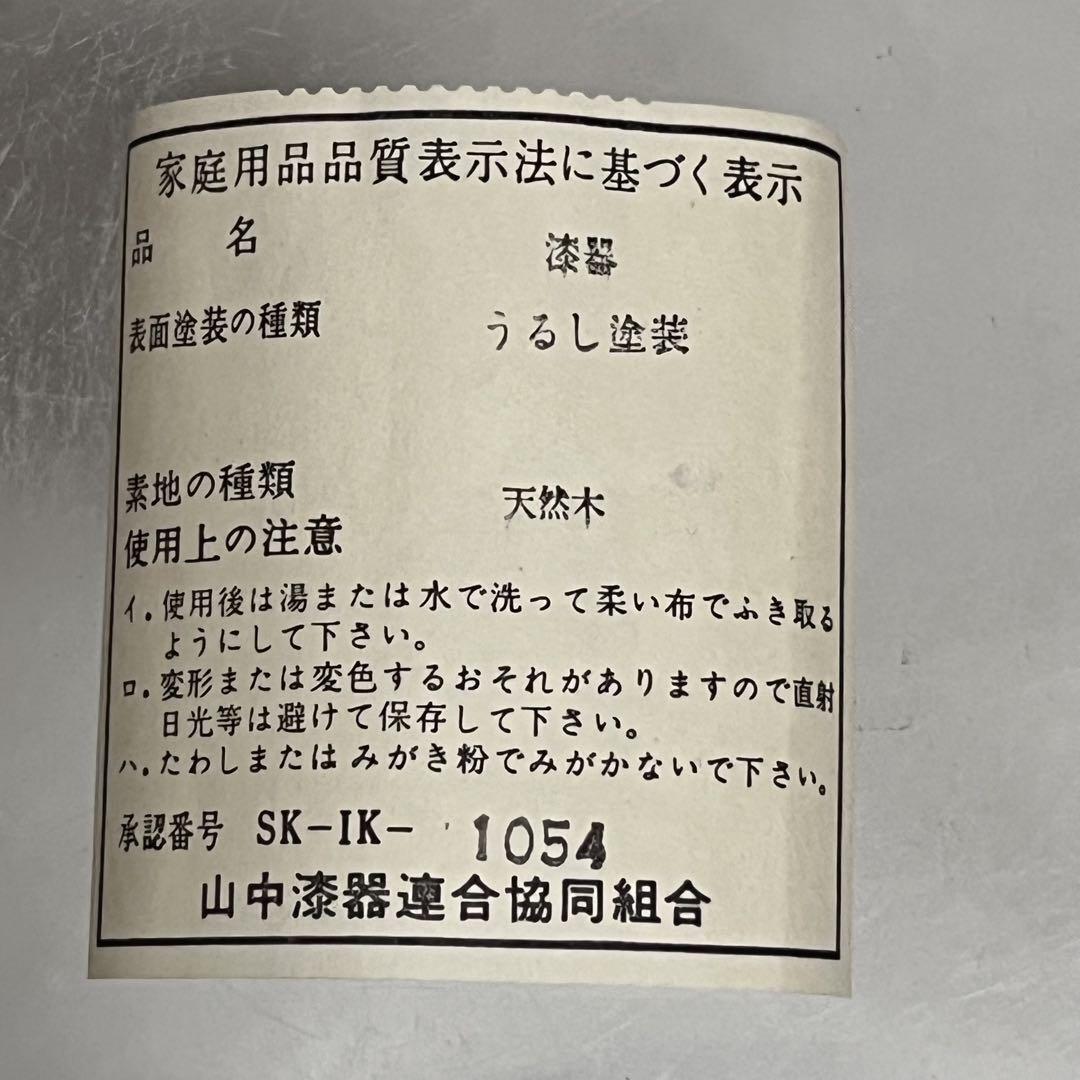 家庭用品品質表示法に基づく表示
品 名 漆器
表面塗装の種類 うるし塗装
素地の種類 天然木
使用上の注意
イ.使用後は湯または水で洗って柔い布でふき取る
ようにして下さい。
ロ.変形または変色するおそれがありますので直射
日光等は避けて保存して下さい。
ハ.たわしまたはみがき粉でみがかないで下さい。
承認番号 SK-IK- 1054
山中漆器連合協同組合